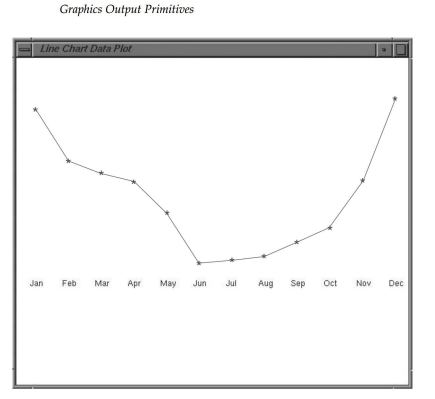 Graphics Output Primitives
Line Chart Data Plot
Jan Feb Mar Apr May Jun Jul Aug Sep Oct Nov Dec